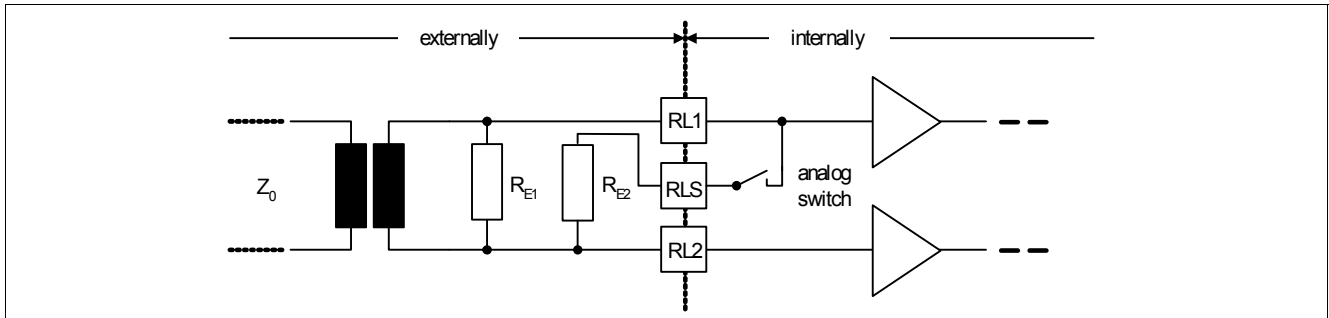 externally
internally
RL1
RLS
RL2
Z0
RE1
RE2
analog
switch